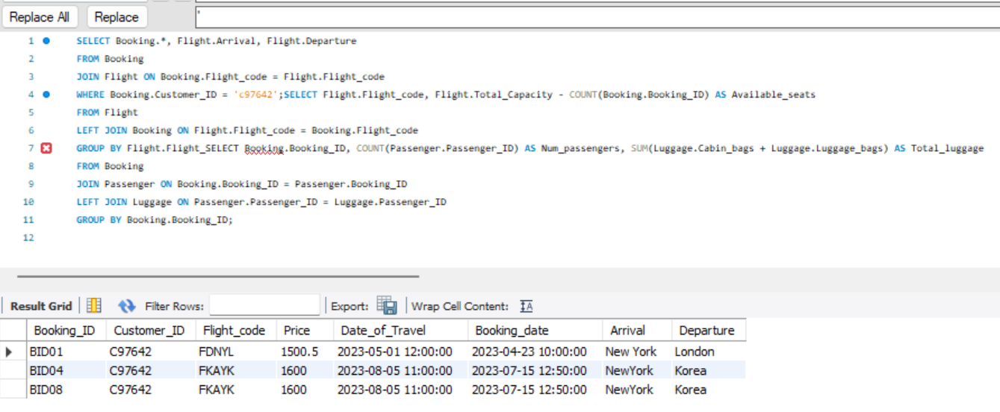 Replace All Replace '
1 SELECT Booking.*, Flight.Arrival, Flight.Departure
2 FROM Booking
3 JOIN Flight ON Booking.Flight_code = Flight.Flight_code
4 WHERE Booking.Customer_ID = 'c97642';SELECT Flight.Flight_code, Flight.Total_Capacity - COUNT(Booking.Booking_ID) AS Available_seats
5 FROM Flight
6 LEFT JOIN Booking ON Flight.Flight_code = Booking.Flight_code
7 GROUP BY Flight.Flight_SELECT Booking.Booking_ID, COUNT(Passenger.Passenger_ID) AS Num_passengers, SUM(Luggage.Cabin_bags + Luggage.Luggage_bags) AS Total_luggage
8 FROM Booking
9 JOIN Passenger ON Booking.Booking_ID = Passenger.Booking_ID
10 LEFT JOIN Luggage ON Passenger.Passenger_ID = Luggage.Passenger_ID
11 GROUP BY Booking.Booking_ID;
12
Result Grid Filter Rows: Export: Wrap Cell Content:
Booking_ID Customer_ID Flight_code Price Date_of_Travel Booking_date Arrival Departure
BID01 C97642 FDNYL 1500.5 2023-05-01 12:00:00 2023-04-23 10:00:00 New York London
BID04 C97642 FKAYK 1600 2023-08-05 11:00:00 2023-07-15 12:50:00 NewYork Korea
BID08 C97642 FKAYK 1600 2023-08-05 11:00:00 2023-07-15 12:50:00 NewYork Korea